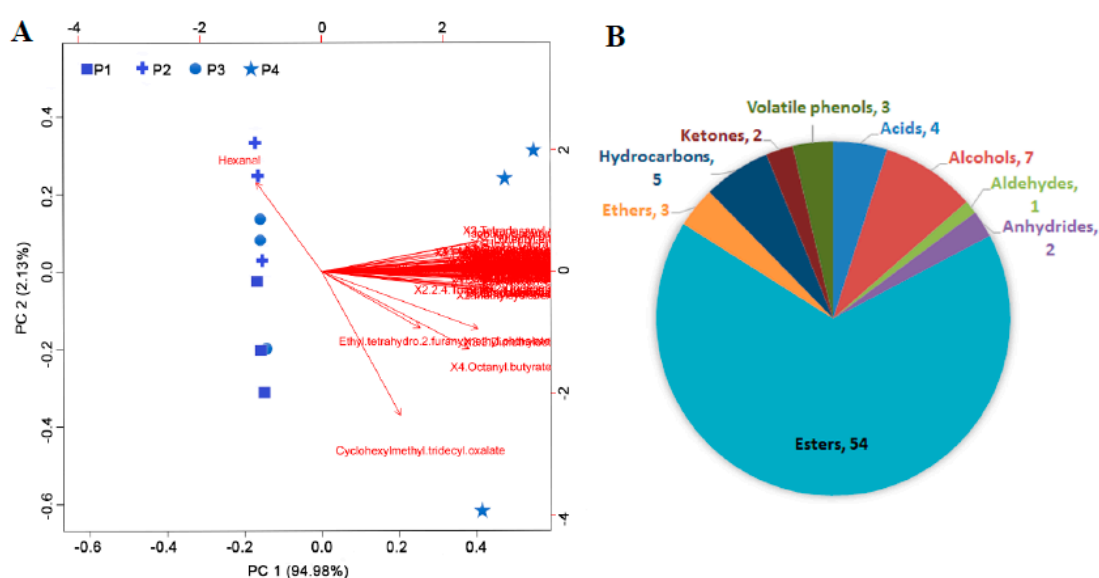 A
-4
-2
0
2
P1
P2
P3
P4
0.4
0.2
0.0
-0.2
-0.4
-0.6
PC 2 (2.13%)
2
0
-2
-4
Hexanal
Ethyl.tetrahydro.2.furanyl
X4.Octanyl.butyrate
Cyclohexylmethyl.tridecyl.oxalate
-0.6
-0.4
-0.2
0.0
0.2
0.4
PC 1 (94.98%)
B
Volatile phenols, 3
Acids, 4
Ketones, 2
Alcohols, 7
Hydrocarbons,
5
Aldehydes,
1
Ethers, 3
Anhydrides,
2
Esters, 54